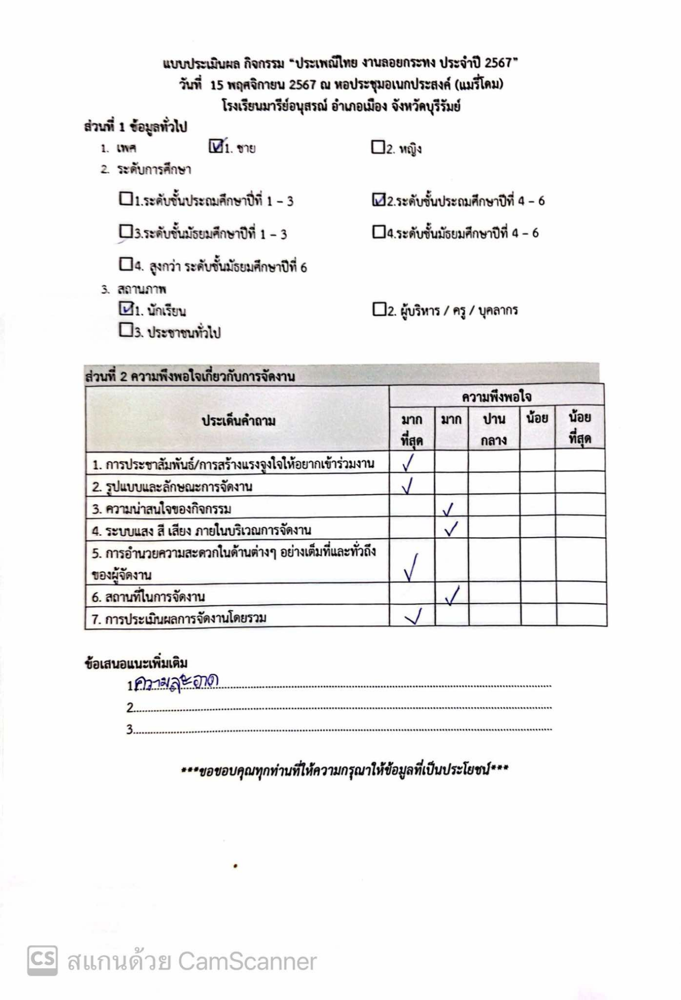 แบบประเมินผล กิจกรรม “ประเพณีไทย งานลอยกระทง ประจำปี 2567”
วันที่ 15 พฤศจิกายน 2567 ณ หอประชุมอเนกประสงค์ (แมรี่โดม)
โรงเรียนมารีย์อนุสรณ์ อำเภอเมือง จังหวัดบุรีรัมย์
ส่วนที่ 1 ข้อมูลทั่วไป
1. เพศ ☑1. ชาย ☐2. หญิง
2. ระดับการศึกษา
☐1.ระดับชั้นประถมศึกษาปีที่ 1 – 3 ☑2.ระดับชั้นประถมศึกษาปีที่ 4 – 6
☐3.ระดับชั้นมัธยมศึกษาปีที่ 1 – 3 ☐4.ระดับชั้นมัธยมศึกษาปีที่ 4 – 6
☐4. สูงกว่า ระดับชั้นมัธยมศึกษาปีที่ 6
3. สถานภาพ
☑1. นักเรียน ☐2. ผู้บริหาร / ครู / บุคลากร
☐3. ประชาชนทั่วไป
ส่วนที่ 2 ความพึงพอใจเกี่ยวกับการจัดงาน
ความพึงพอใจ
ประเด็นคำถาม มากที่สุด มาก ปานกลาง น้อย น้อยที่สุด
1. การประชาสัมพันธ์/การสร้างแรงจูงใจให้อยากเข้าร่วมงาน ✓
2. รูปแบบและลักษณะการจัดงาน ✓
3. ความน่าสนใจของกิจกรรม ✓
4. ระบบแสง สี เสียง ภายในบริเวณการจัดงาน ✓
5. การอำนวยความสะดวกในด้านต่างๆ อย่างเต็มที่และทั่วถึง
ของผู้จัดงาน ✓
6. สถานที่ในการจัดงาน ✓
7. การประเมินผลการจัดงานโดยรวม ✓
ข้อเสนอแนะเพิ่มเติม
1.ความสะอาด
2.
3.
***ขอขอบคุณทุกท่านที่ให้ความกรุณาให้ข้อมูลที่เป็นประโยชน์***
CS สแกนด้วย CamScanner